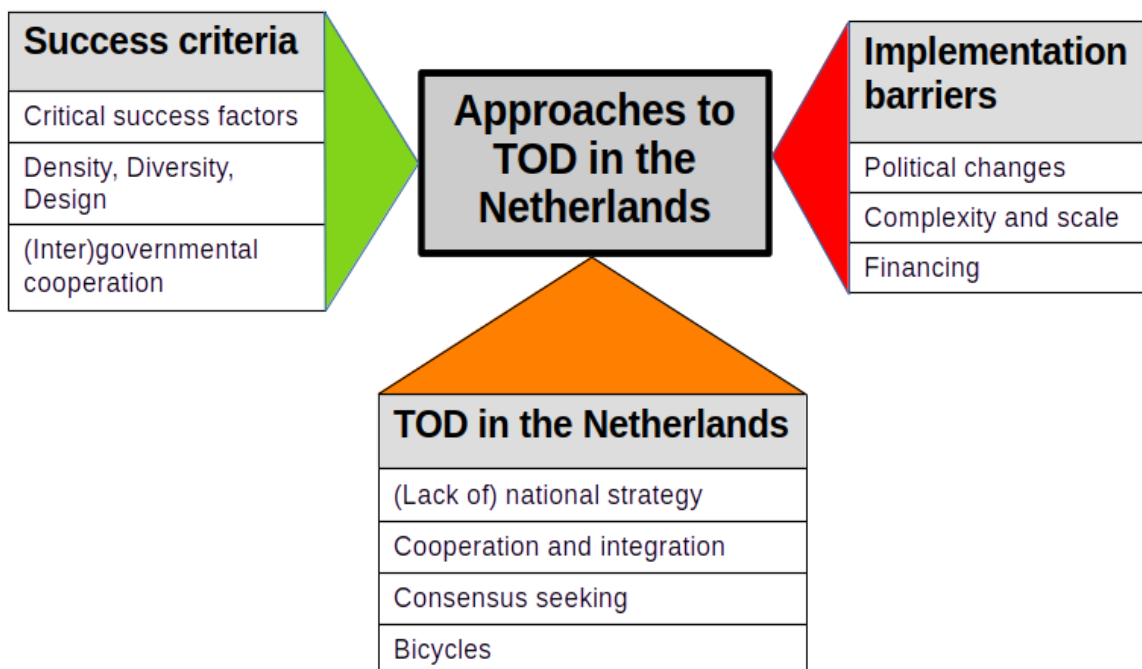 Success criteria
Critical success factors
Density, Diversity,
Design
(Inter)governmental
cooperation
Approaches to
TOD in the
Netherlands
Implementation
barriers
Political changes
Complexity and scale
Financing
TOD in the Netherlands
(Lack of) national strategy
Cooperation and integration
Consensus seeking
Bicycles